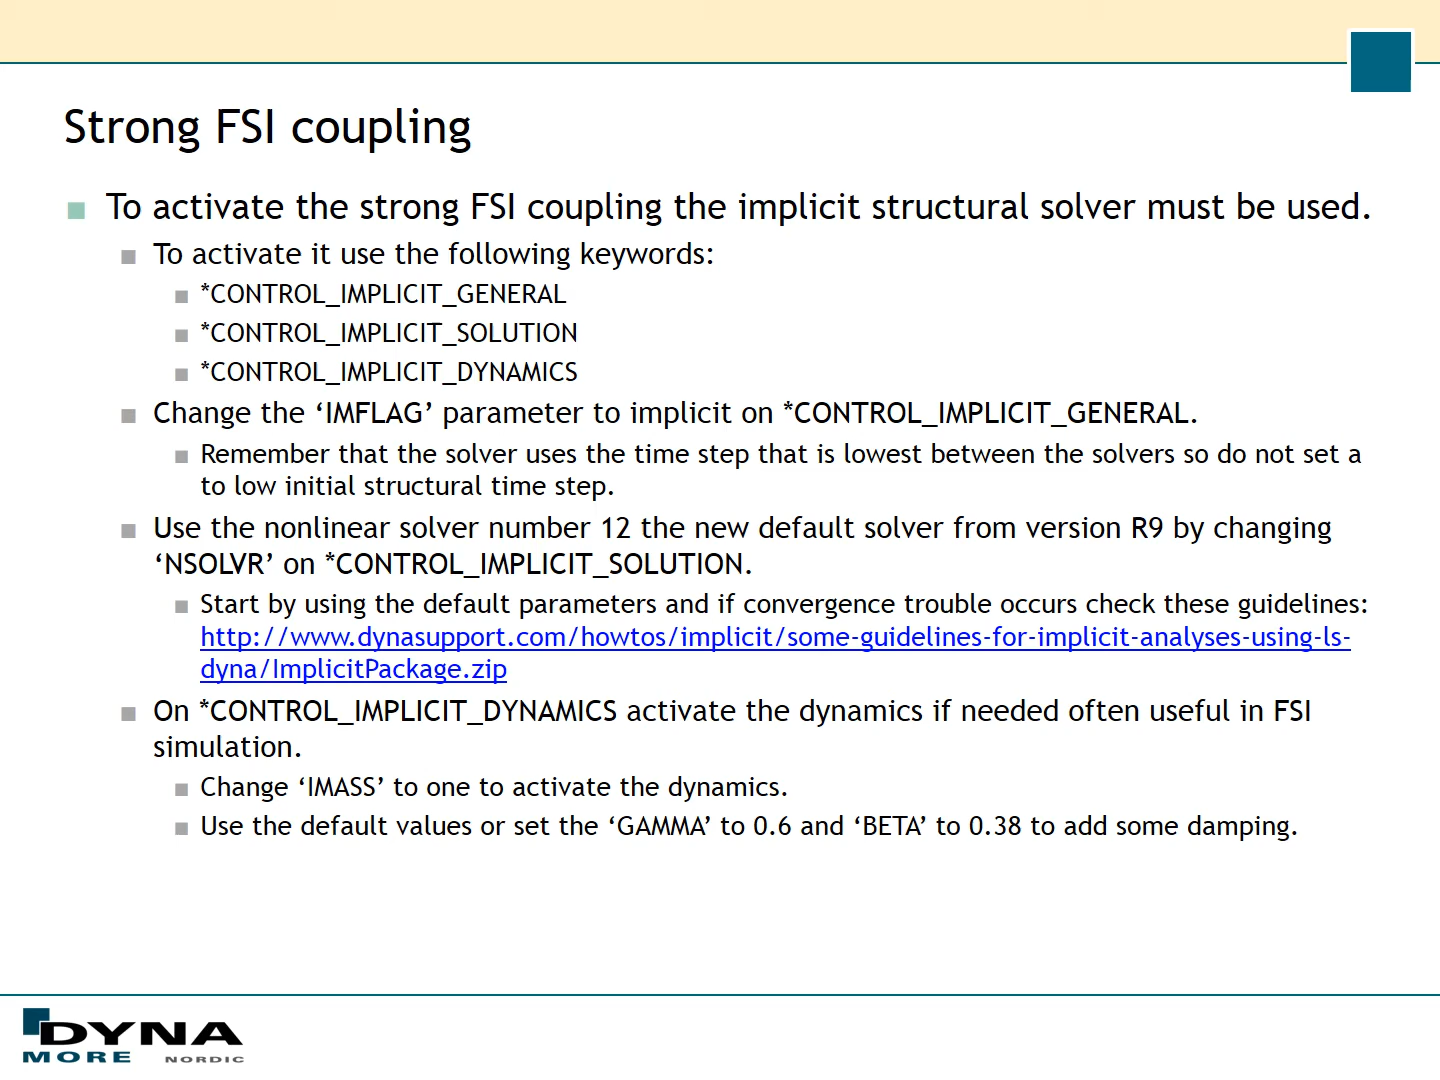 Strong FSI coupling
To activate the strong FSI coupling the implicit structural solver must be used.
To activate it use the following keywords:
*CONTROL_IMPLICIT_GENERAL
*CONTROL_IMPLICIT_SOLUTION
*CONTROL_IMPLICIT_DYNAMICS
Change the ‘IMFLAG’ parameter to implicit on *CONTROL_IMPLICIT_GENERAL.
Remember that the solver uses the time step that is lowest between the solvers so do not set a
to low initial structural time step.
Use the nonlinear solver number 12 the new default solver from version R9 by changing
‘NSOLVR’ on *CONTROL_IMPLICIT_SOLUTION.
Start by using the default parameters and if convergence trouble occurs check these guidelines:
http://www.dynasupport.com/howtos/implicit/some-guidelines-for-implicit-analyses-using-ls-
dyna/ImplicitPackage.zip
On *CONTROL_IMPLICIT_DYNAMICS activate the dynamics if needed often useful in FSI
simulation.
Change ‘IMASS’ to one to activate the dynamics.
Use the default values or set the ‘GAMMA’ to 0.6 and ‘BETA’ to 0.38 to add some damping.
DYNA
MORE NORDIC